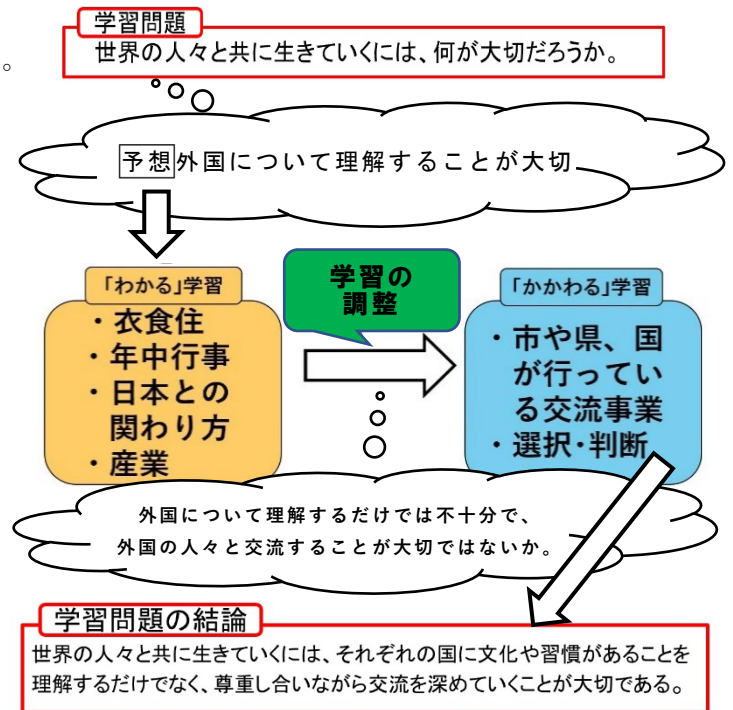 学習問題
世界の人々と共に生きていくには、何が大切だろうか。
。
予想外国について理解することが大切
「わかる」学習
・衣食住
・年中行事
・日本との
関わり方
・産業
学習の
調整
「かかわる」学習
・市や県、国
が行ってい
る交流事業
・選択・判断
外国について理解するだけでは不十分で、
外国の人々と交流することが大切ではないか。
学習問題の結論
世界の人々と共に生きていくには、それぞれの国に文化や習慣があることを
理解するだけでなく、尊重し合いながら交流を深めていくことが大切である。